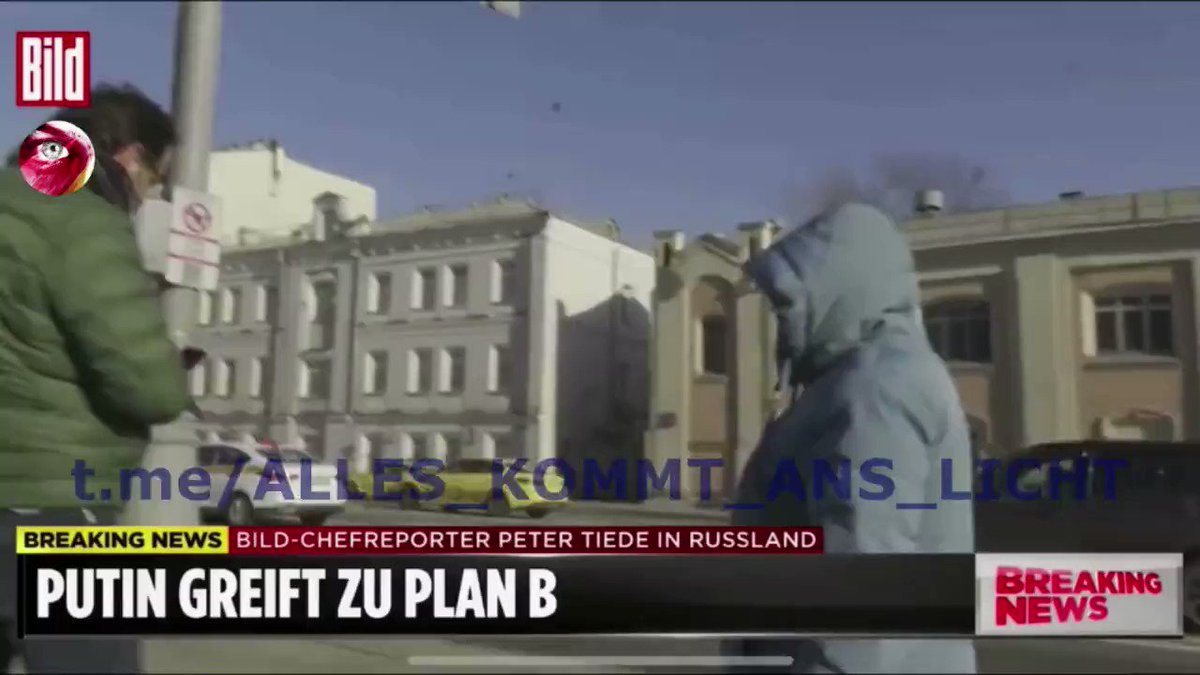 Bild
t.me/ALLES_KOMMT_ANS_LICHT
BREAKING NEWS
BILD-CHEFREPORTER PETER TIEDE IN RUSSLAND
PUTIN GREIFT ZU PLAN B
BREAKING
NEWS